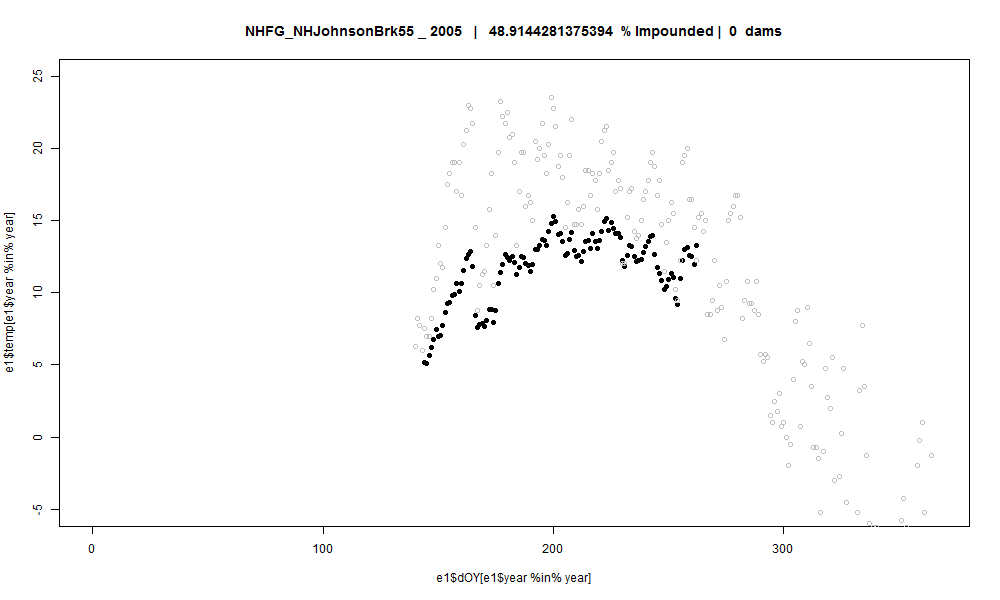 NHFG_NHJohnsonBrk55 _ 2005 | 48.9144281375394 % Impounded | 0 dams
25
20
15
10
5
0
-5
e1$temp[e1$year %in% year]
0 100 200 300
e1$dOY[e1$year %in% year]